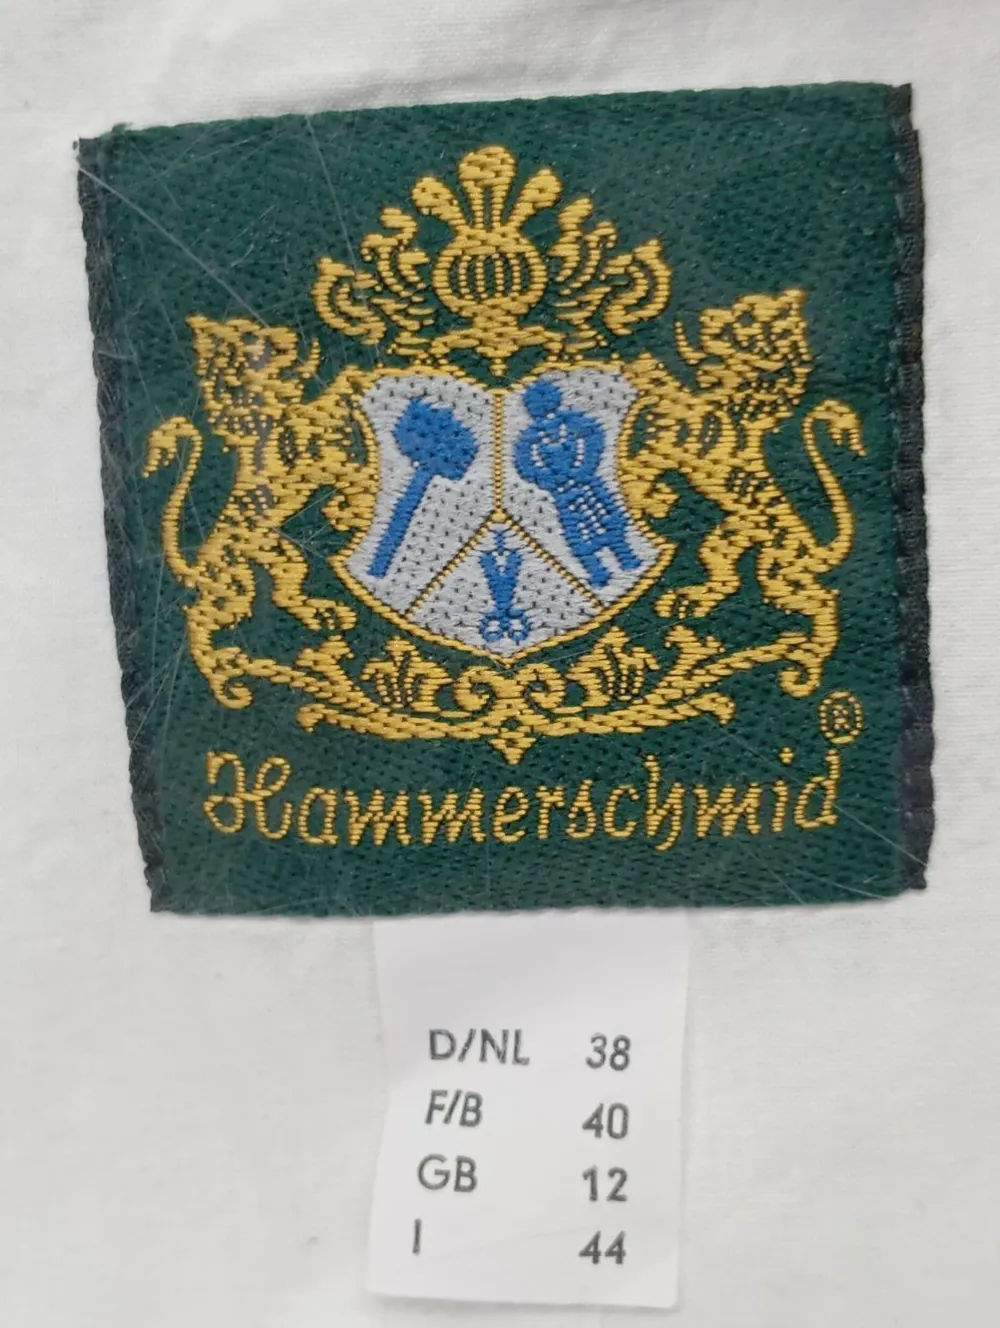 ®
Hammerschmid
D/NL 38
F/B 40
GB 12
I 44